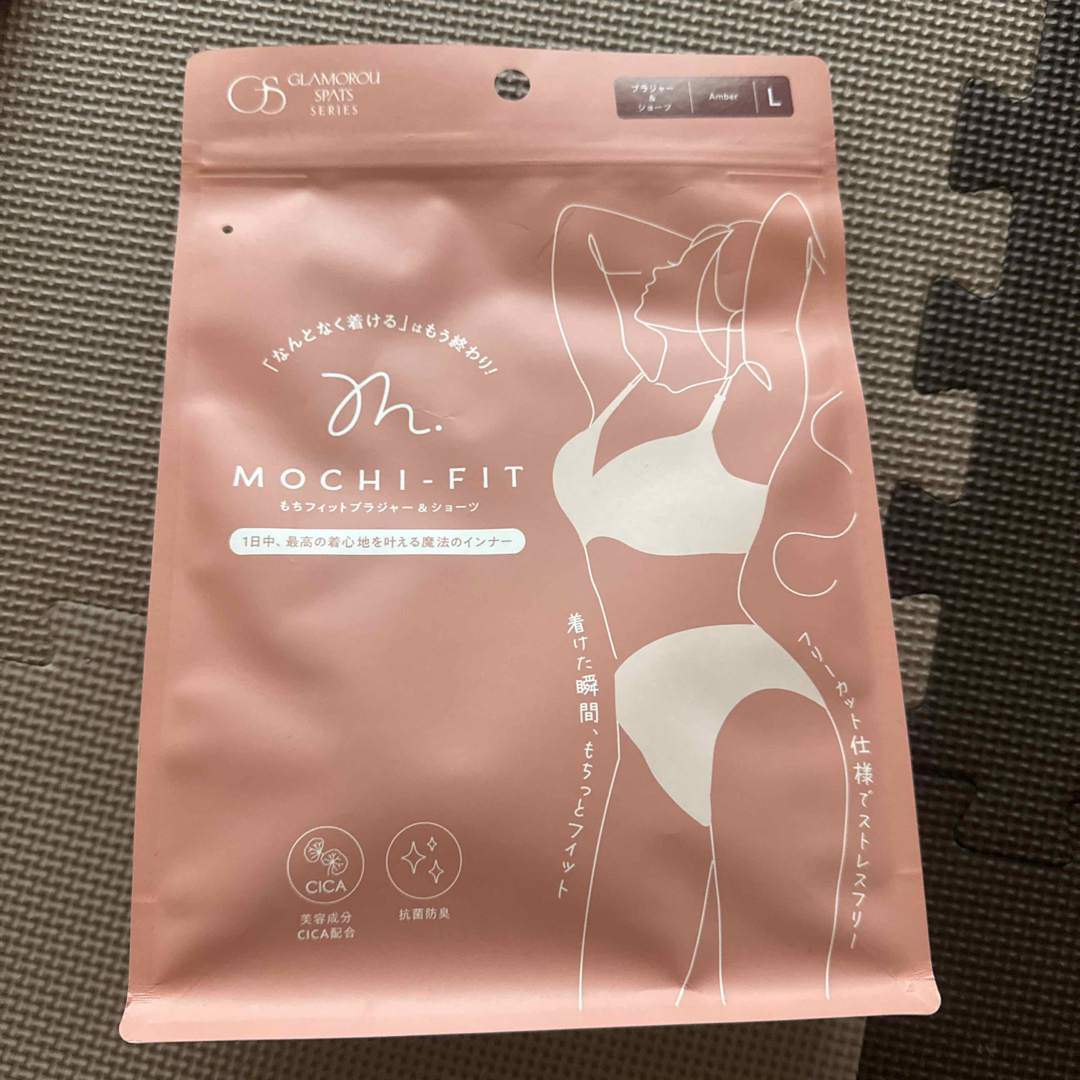 GS
GLAMOROU
SPATS
SERIES
ブラジャー
&
ショーツ
Amber
L
「なんとなく着ける」はもう終わり!
m.
MOCHI-FIT
もちフィットブラジャー & ショーツ
1日中、最高の着心地を叶える魔法のインナー
着けた瞬間、もちっとフィット
フリーカット仕様でストレスフリー
CICA
美容成分
CICA配合
抗菌防臭